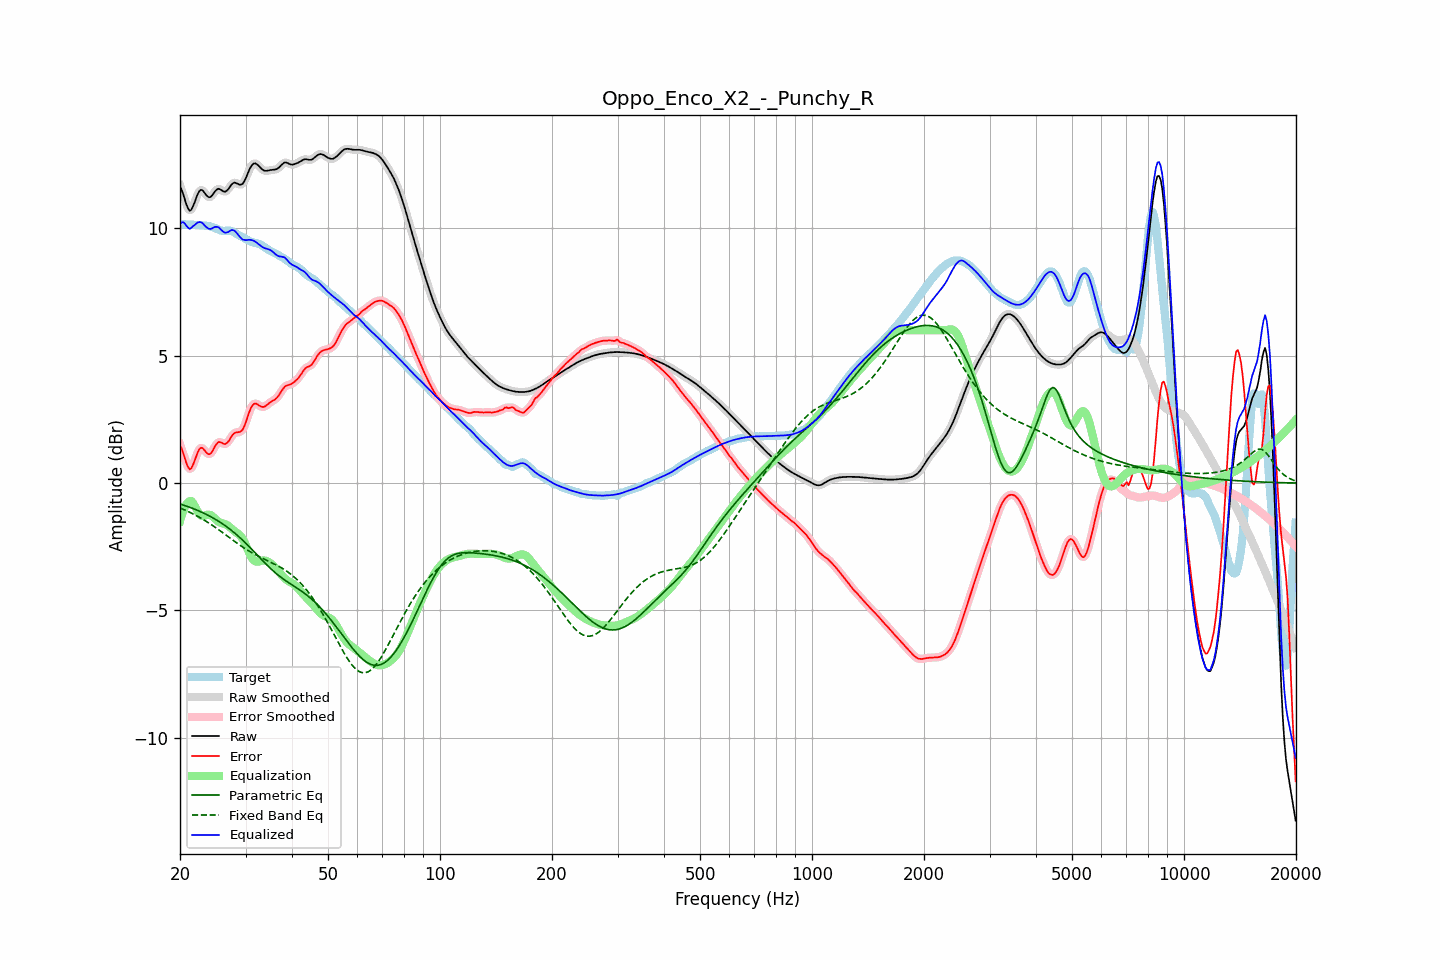 Oppo_Enco_X2_-_Punchy_R
Amplitude (dBr)
10
5
0
−5
−10
Target
Raw Smoothed
Error Smoothed
Raw
Error
Equalization
Parametric Eq
Fixed Band Eq
Equalized
20 50 100 200 500 1000 2000 5000 10000 20000
Frequency (Hz)